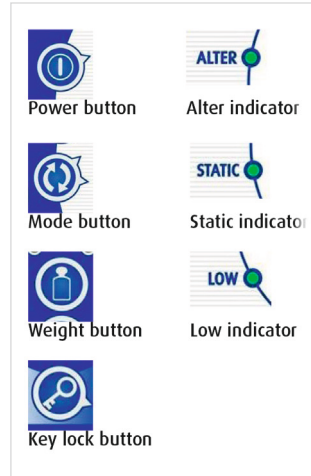 ALTER
Power button Alter indicator
STATIC
Mode button Static indicator
LOW
Weight button Low indicator
Key lock button